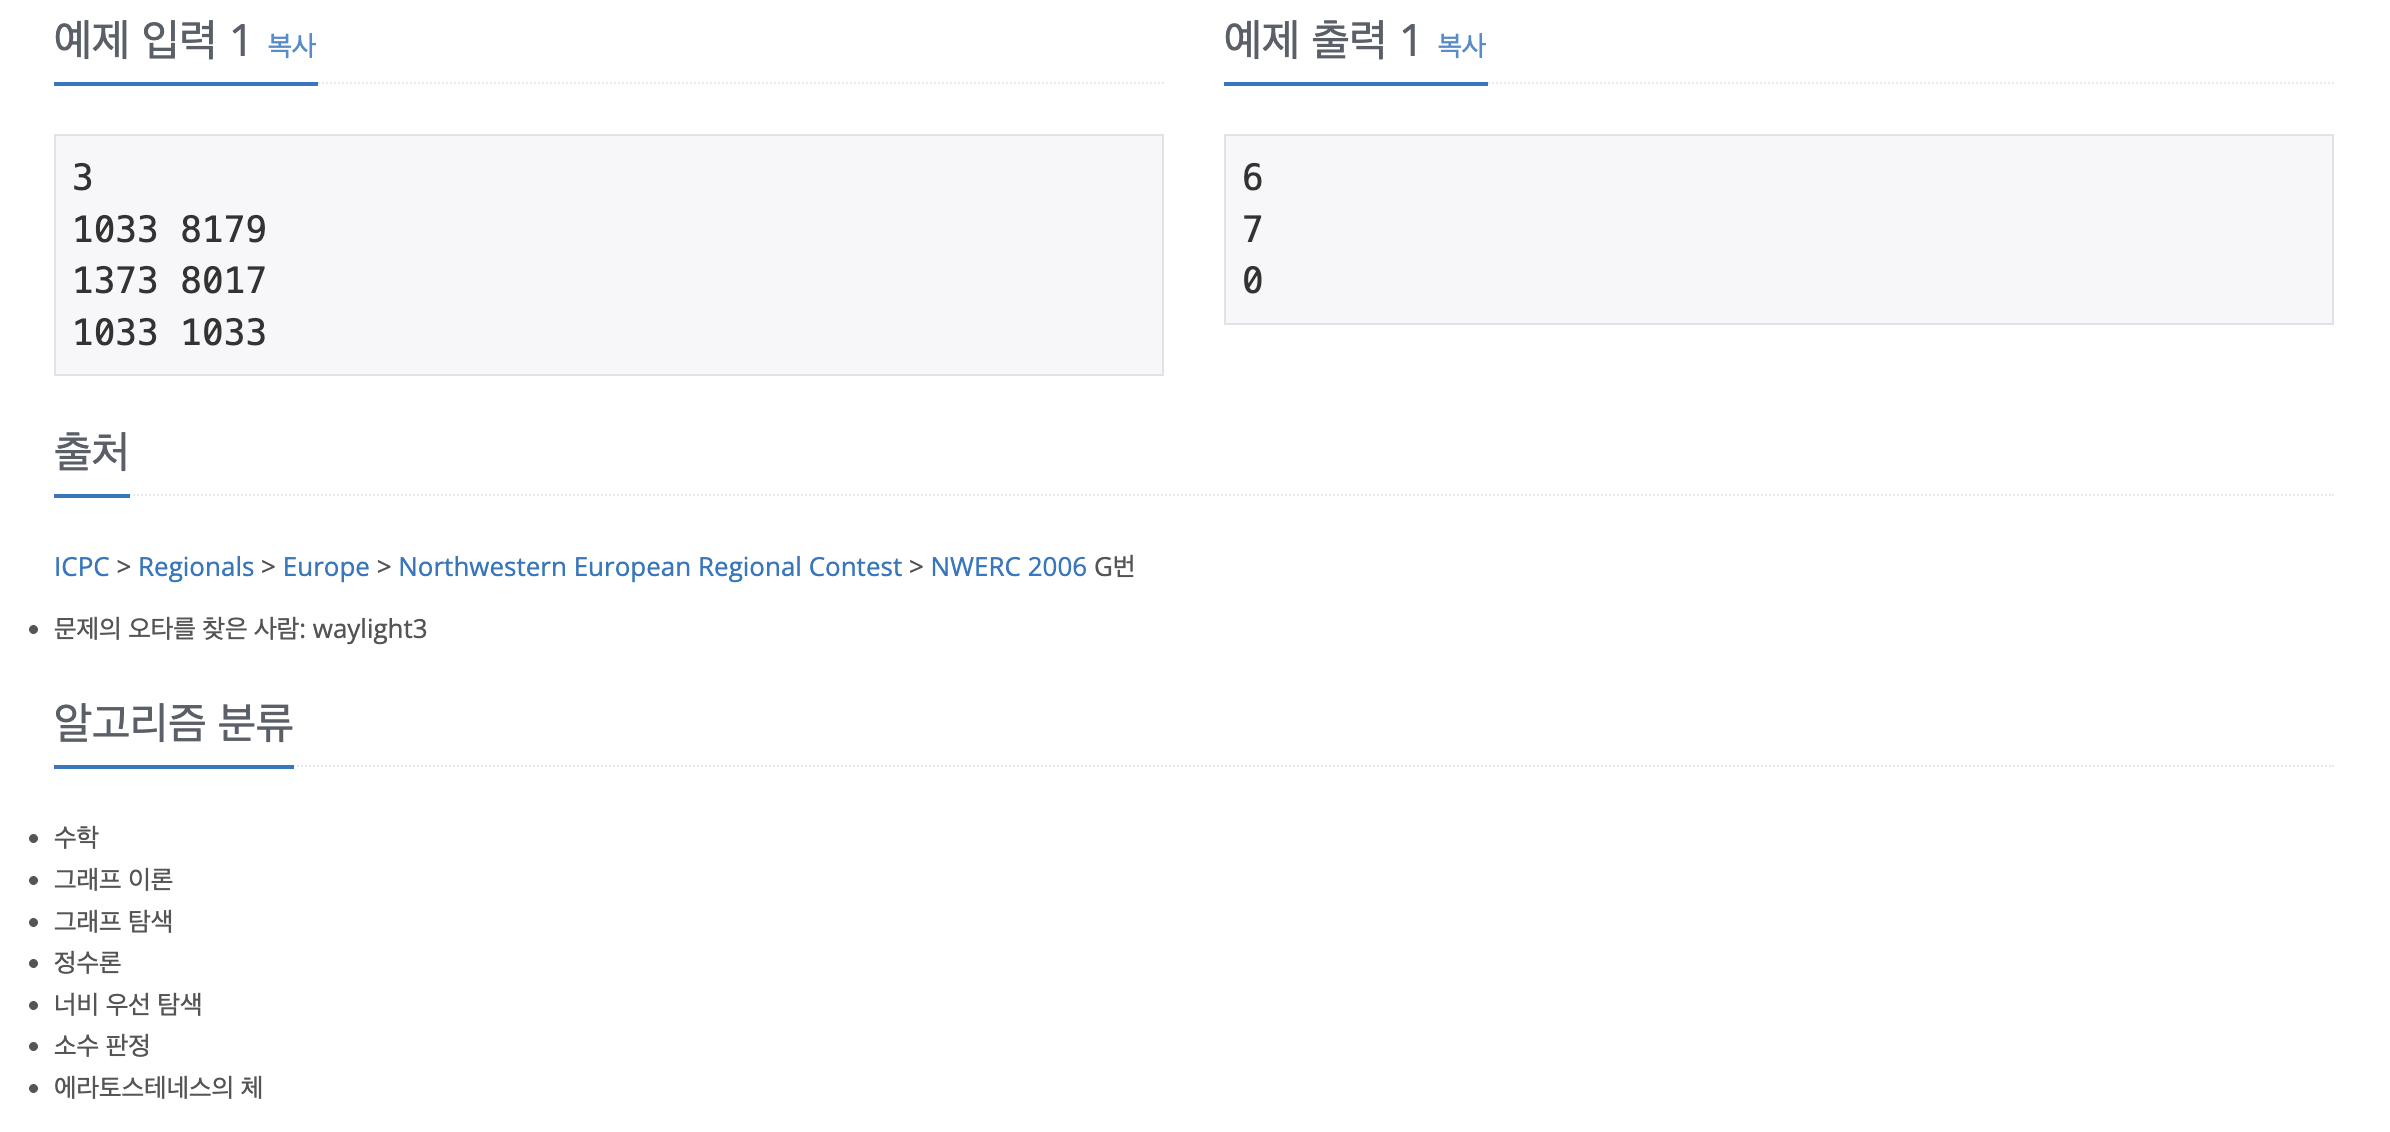 예제 입력 1 복사
3
1033 8179
1373 8017
1033 1033
예제 출력 1 복사
6
7
0
출처
ICPC > Regionals > Europe > Northwestern European Regional Contest > NWERC 2006 G번
문제의 오타를 찾은 사람: waylight3
알고리즘 분류
수학
그래프 이론
그래프 탐색
정수론
너비 우선 탐색
소수 판정
에라토스테네스의 체